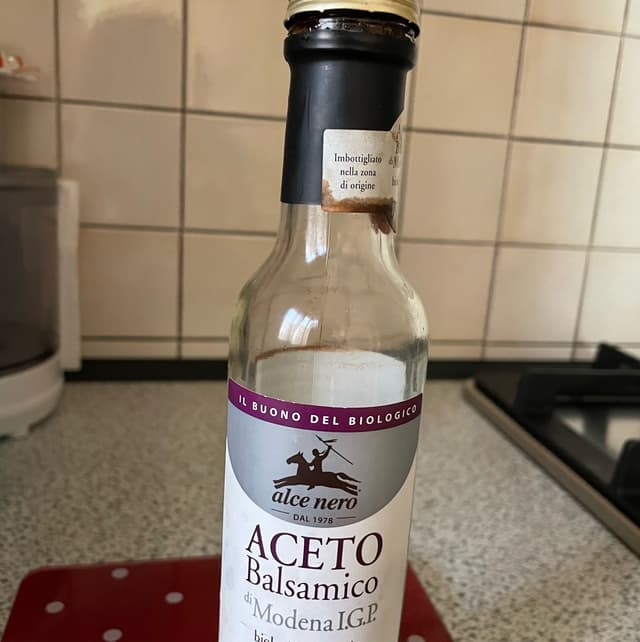 Imbottigliato
nella zona
di origine
IL BUONO DEL BIOLOGICO
alce nero
DAL 1978
ACETO
Balsamico
di Modena I.G.P.